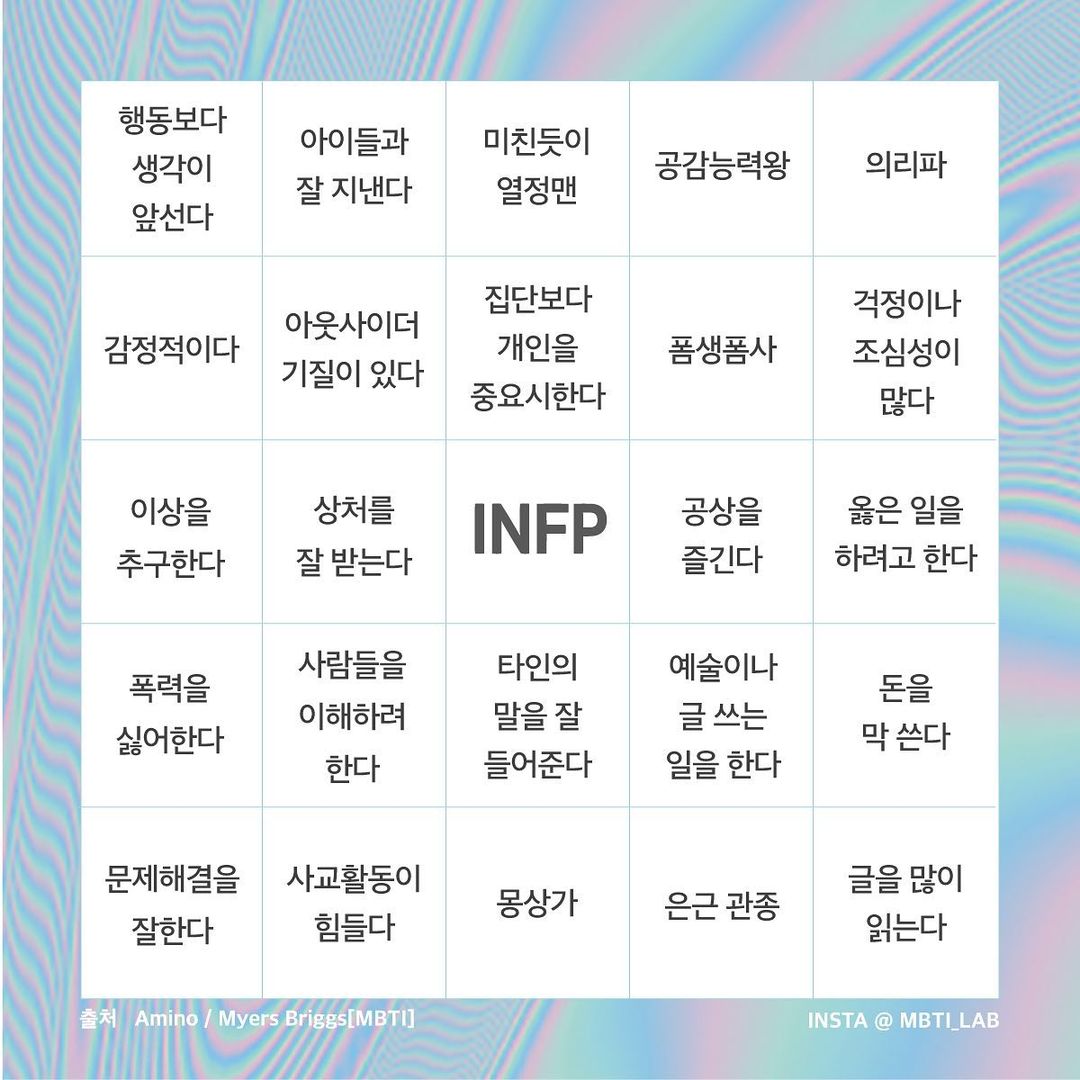 행동보다
생각이
앞선다
아이들과
잘 지낸다
미친듯이
열정맨
공감능력왕
의리파
감정적이다
아웃사이더
기질이 있다
집단보다
개인을
중요시한다
폼생폼사
걱정이나
조심성이
많다
이상을
추구한다
상처를
잘 받는다
INFP
공상을
즐긴다
옳은 일을
하려고 한다
폭력을
싫어한다
사람들을
이해하려
한다
타인의
말을 잘
들어준다
예술이나
글 쓰는
일을 한다
돈을
막 쓴다
문제해결을
잘한다
사교활동이
힘들다
몽상가
은근 관종
글을 많이
읽는다
출처 Amino / Myers Briggs[MBTI]
INSTA @ MBTI_LAB